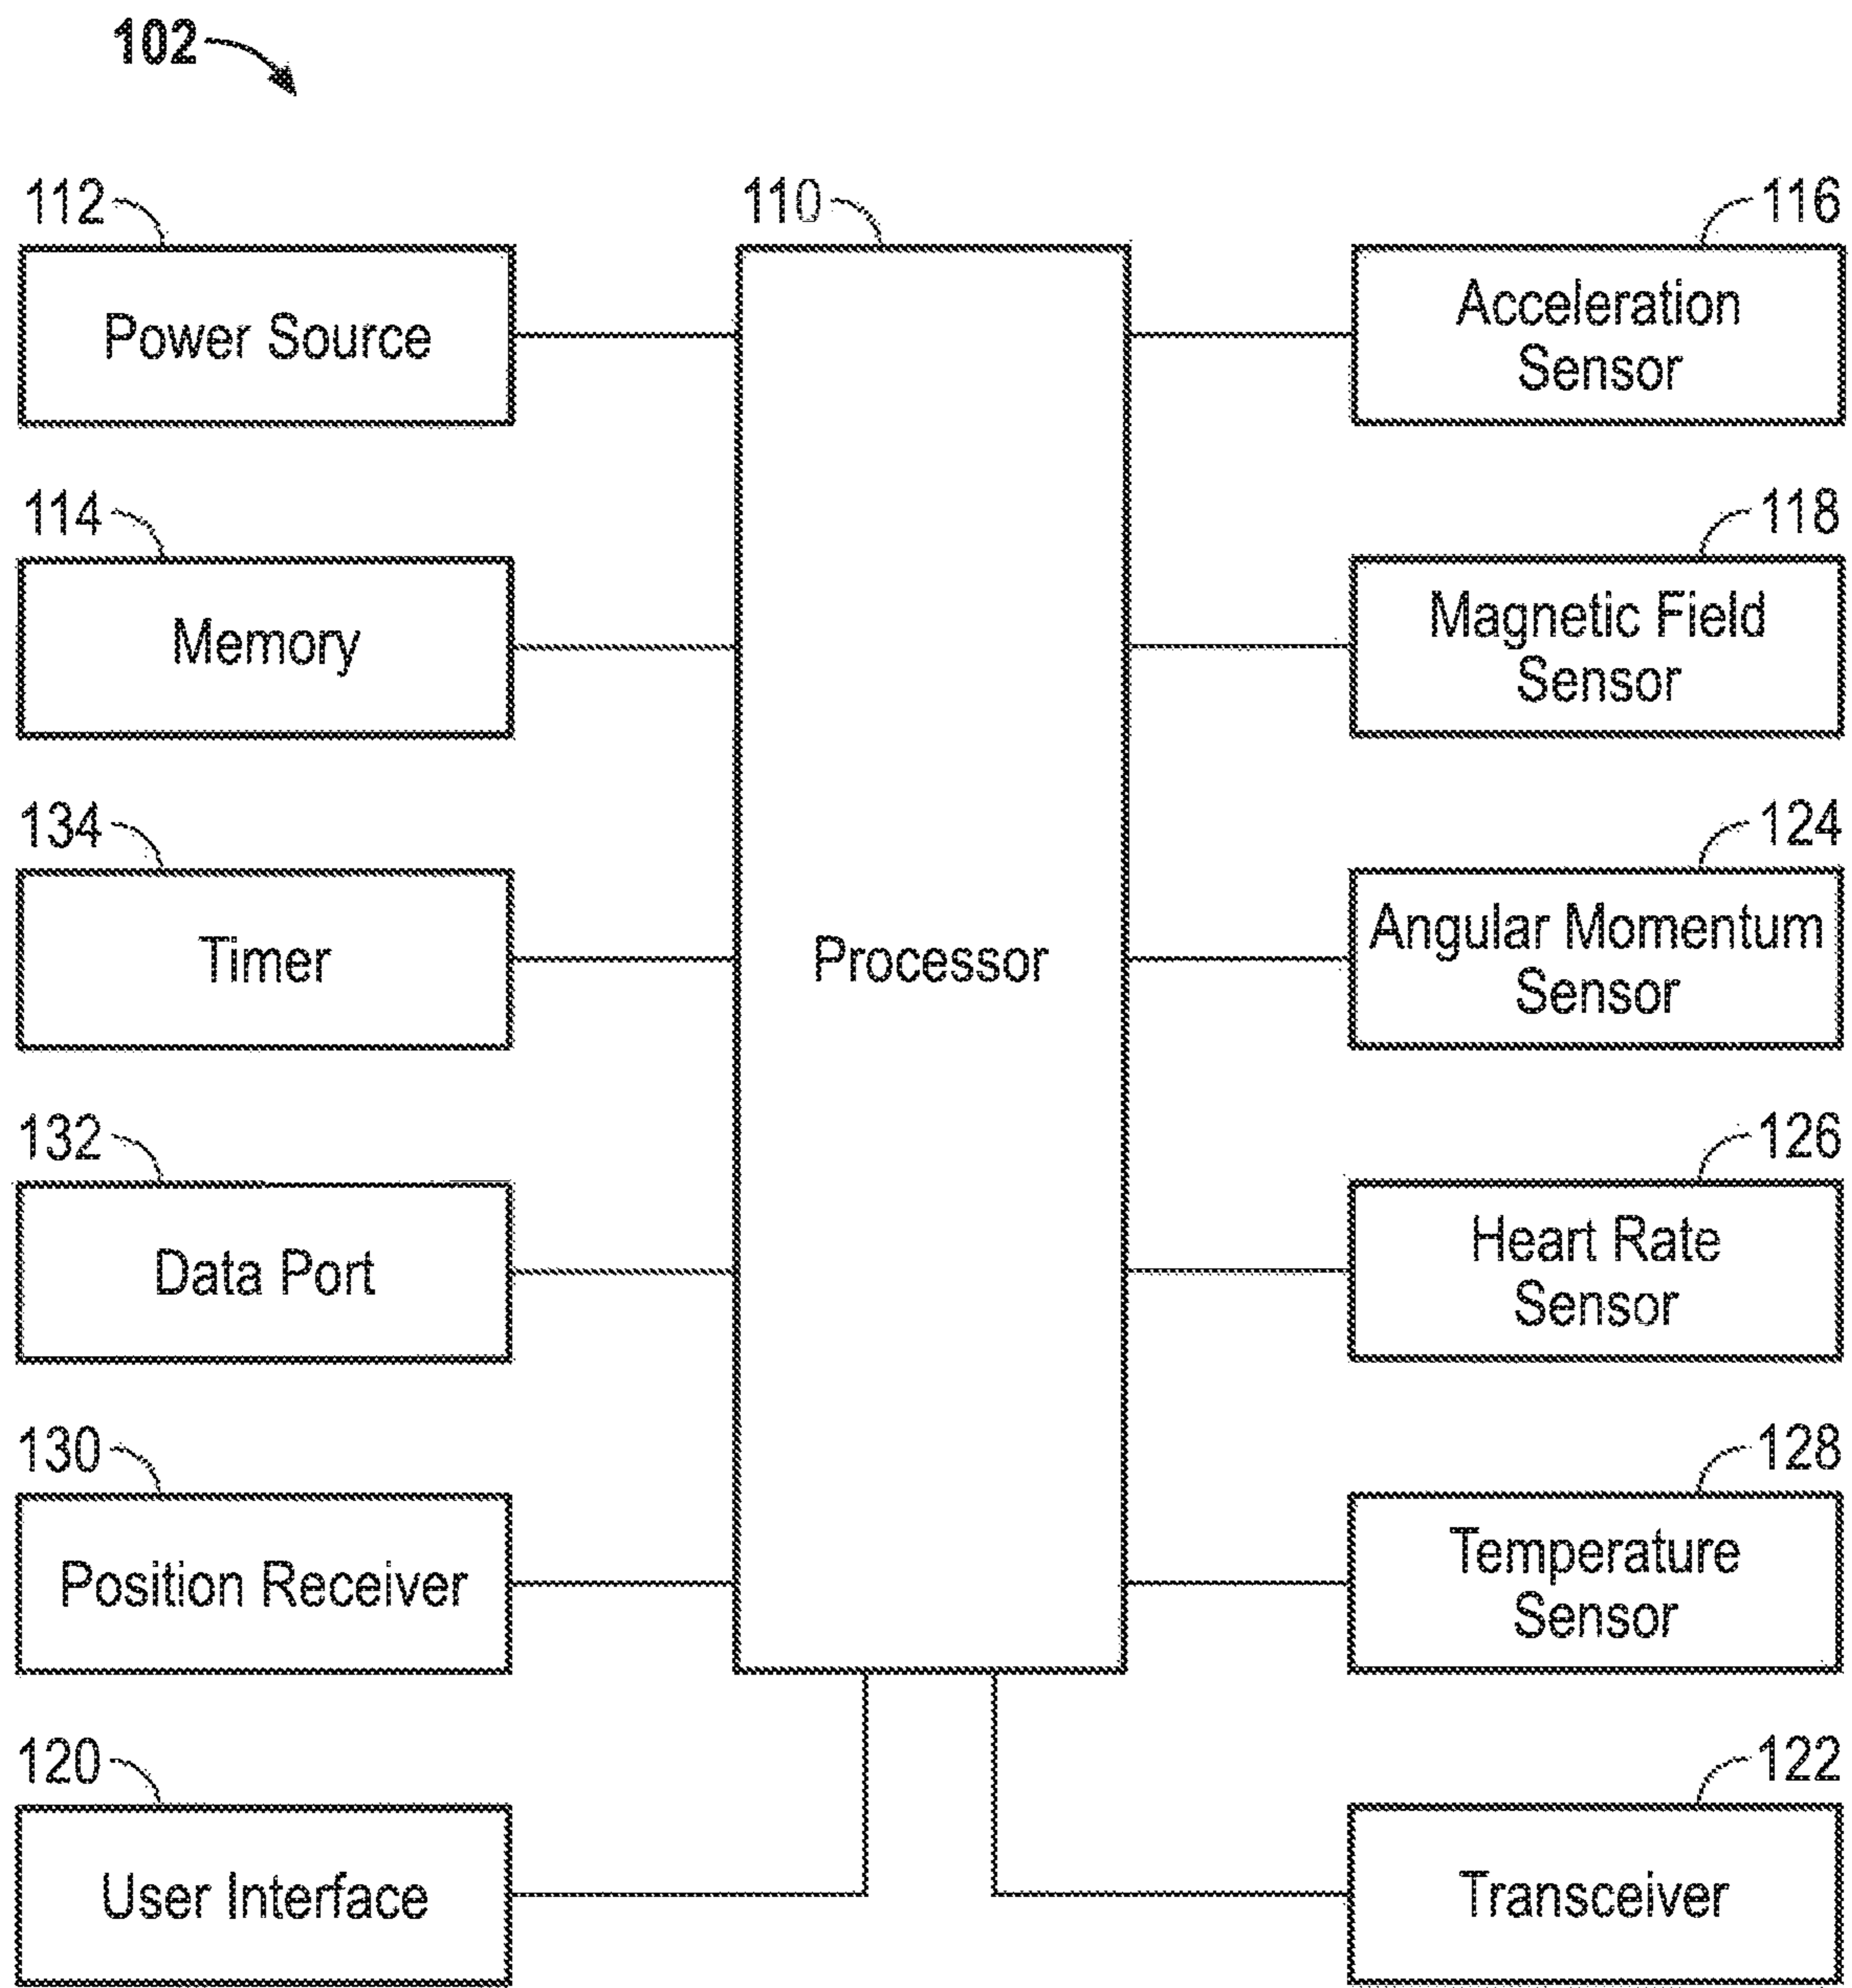 102
112
110
116
Power Source
Acceleration
Sensor
114
118
Memory
Magnetic Field
Sensor
134
124
Timer
Processor
Angular Momentum
Sensor
132
126
Data Port
Heart Rate
Sensor
130
128
Position Receiver
Temperature
Sensor
120
122
User Interface
Transceiver